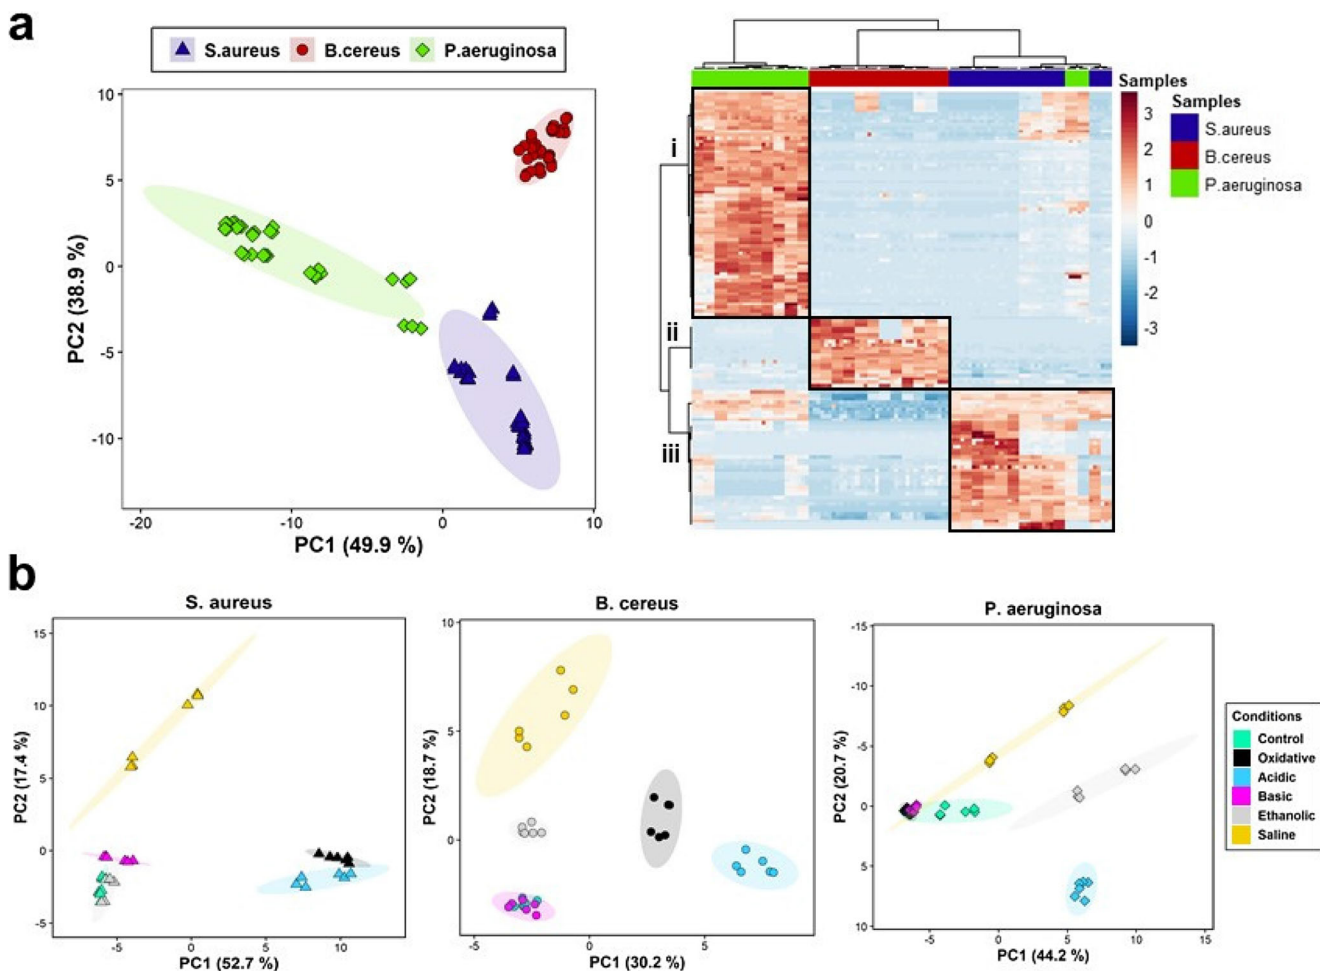 a
S.aureus B.cereus P.aeruginosa
10
5
0
-5
-10
-20 -10 0 10
PC1 (49.9 %)
PC2 (38.9 %)
i
ii
iii
Samples
3
2
1
0
-1
-2
-3
Samples
S.aureus
B.cereus
P.aeruginosa
b
S. aureus
15
10
5
0
-5
-5 0 5 10
PC1 (52.7 %)
PC2 (17.4 %)
B. cereus
10
5
0
-5 0 5
PC1 (30.2 %)
PC2 (18.7 %)
P. aeruginosa
-15
-10
-5
0
5
10
-5 0 5 10 15
PC1 (44.2 %)
PC2 (20.7 %)
Conditions
Control
Oxidative
Acidic
Basic
Ethanolic
Saline